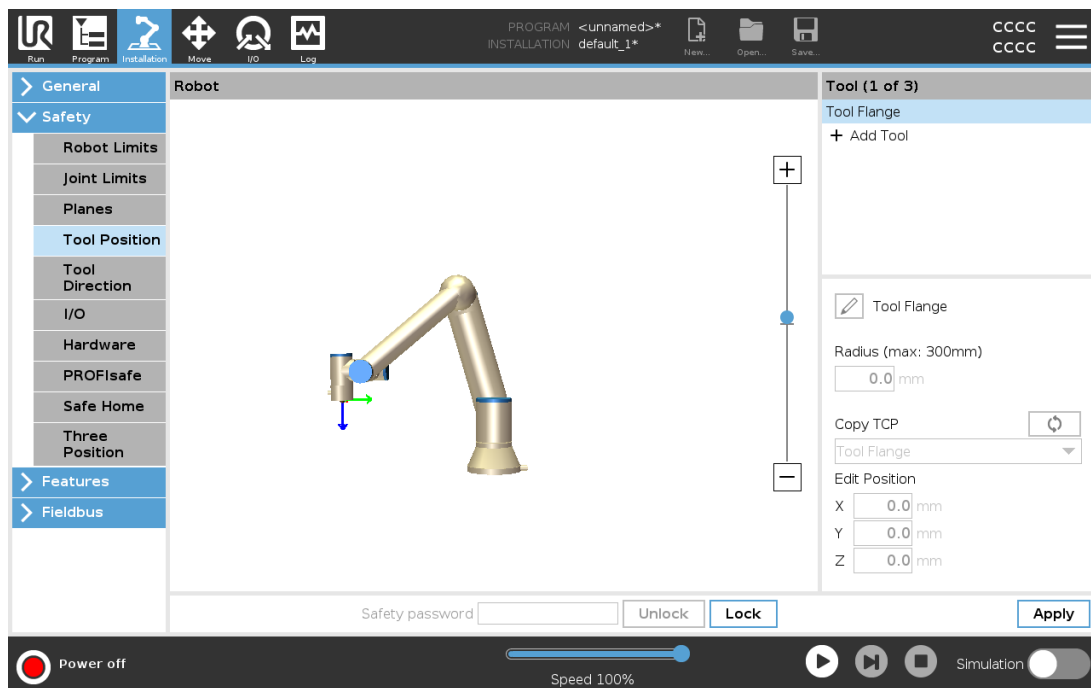 PROGRAM <unnamed>*
INSTALLATION default_1*
CCCC
CCCC
Run
Program
Installation
Move
I/O
Log
New...
Open...
Save...
General
Safety
Robot Limits
Joint Limits
Planes
Tool Position
Tool
Direction
I/O
Hardware
PROFIsafe
Safe Home
Three
Position
Features
Fieldbus
Robot
Tool (1 of 3)
Tool Flange
+ Add Tool
Tool Flange
Radius (max: 300mm)
0.0 mm
Copy TCP
Tool Flange
Edit Position
X 0.0 mm
Y 0.0 mm
Z 0.0 mm
Safety password
Unlock
Lock
Apply
Power off
Speed 100%
Simulation